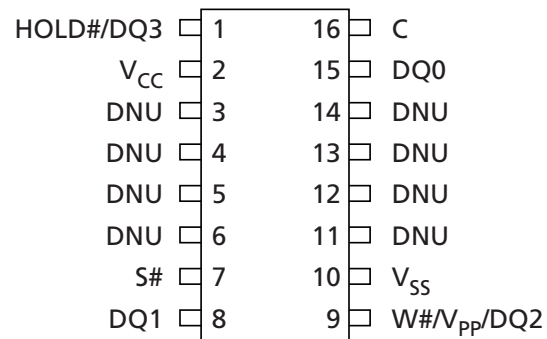 HOLD#/DQ3 1 16 C
VCC 2 15 DQ0
DNU 3 14 DNU
DNU 4 13 DNU
DNU 5 12 DNU
DNU 6 11 DNU
S# 7 10 VSS
DQ1 8 9 W#/VPP/DQ2